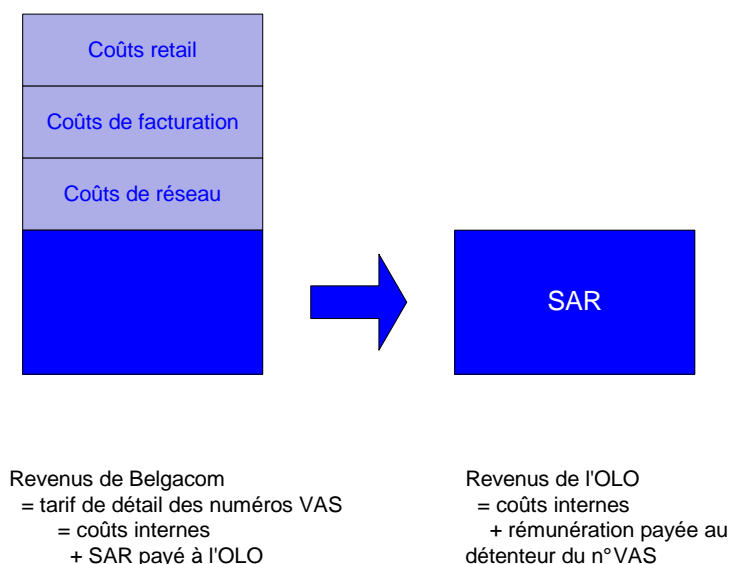 Coûts retail
Coûts de facturation
Coûts de réseau
SAR
Revenus de Belgacom
= tarif de détail des numéros VAS
= coûts internes
+ SAR payé à l'OLO
Revenus de l'OLO
= coûts internes
+ rémunération payée au
détenteur du n° VAS